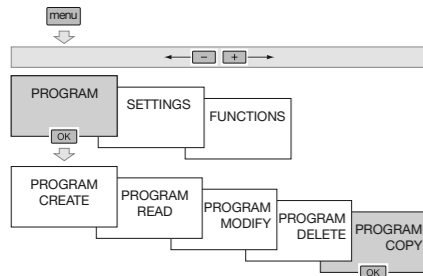 menu
− +
PROGRAM
SETTINGS
FUNCTIONS
OK
PROGRAM
CREATE
PROGRAM
READ
PROGRAM
MODIFY
PROGRAM
DELETE
PROGRAM
COPY
OK